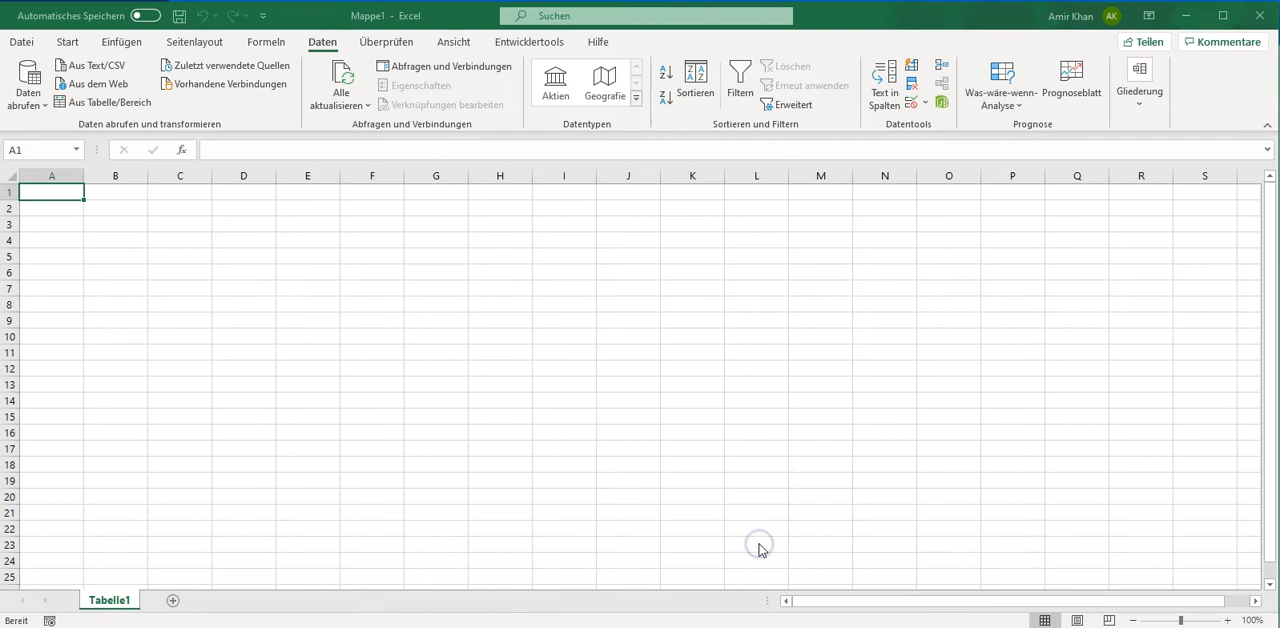 Automatisches Speichern Mappe1 - Excel Suchen Amir Khan AK
Datei Start Einfügen Seitenlayout Formeln Daten Überprüfen Ansicht Entwicklertools Hilfe Teilen Kommentare
Daten abrufen
Aus Text/CSV
Aus dem Web
Aus Tabelle/Bereich
Zuletzt verwendete Quellen
Vorhandene Verbindungen
Daten abrufen und transformieren
Alle aktualisieren
Abfragen und Verbindungen
Eigenschaften
Verknüpfungen bearbeiten
Abfragen und Verbindungen
Aktien
Geografie
Datentypen
A
Z
Z
A
Z A
A Z
Sortieren
Filtern
Löschen
Erneut anwenden
Erweitert
Sortieren und Filtern
Text in Spalten
Datentools
Was-wäre-wenn-Analyse
Prognoseblatt
Prognose
Gliederung
A1 fx
A B C D E F G H I J K L M N O P Q R S
1
2
3
4
5
6
7
8
9
10
11
12
13
14
15
16
17
18
19
20
21
22
23
24
25
Tabelle1
Bereit 100%